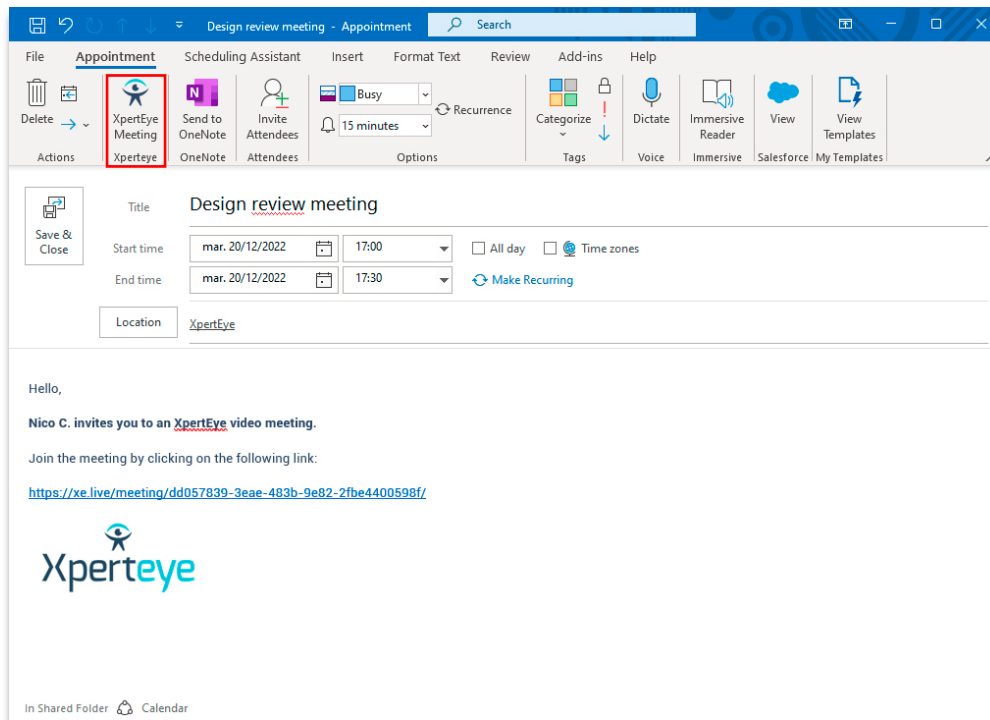 Design review meeting - Appointment
Search
File Appointment Scheduling Assistant Insert Format Text Review Add-ins Help
Delete
XpertEye
Meeting
Send to
OneNote
Invite
Attendees
Busy
15 minutes
Recurrence
Categorize
Dictate
Immersive
Reader
View
View
Templates
Actions Xperteye OneNote Attendees Options Tags Voice Immersive Salesforce My Templates
Save &
Close
Title Design review meeting
Start time mar. 20/12/2022 17:00 All day Time zones
End time mar. 20/12/2022 17:30 Make Recurring
Location XpertEye
Hello,
Nico C. invites you to an XpertEye video meeting.
Join the meeting by clicking on the following link:
https://xe.live/meeting/dd057839-3eae-483b-9e82-2fbe4400598f/
Xperteye
In Shared Folder Calendar